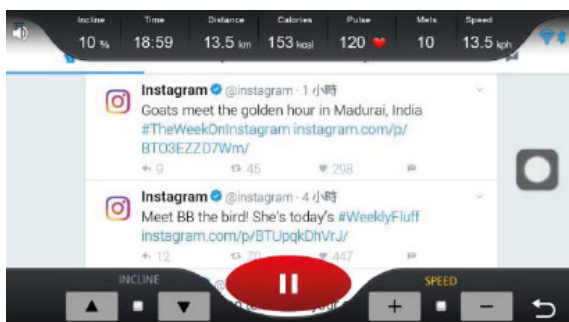 Incline Time Distance Calories Pulse Mets Speed
10 % 18:59 13.5 km 153 kcal 120 10 13.5 kph
Instagram @instagram · 1 小時
Goats meet the golden hour in Madurai, India
#TheWeekOnInstagram instagram.com/p/
BTO3EZZD7Wm/
9 45 298
Instagram @instagram · 4 小時
Meet BB the bird! She's today's #WeeklyFluff
instagram.com/p/BTUpqkDhVrJ/
12 70 447
INCLINE SPEED